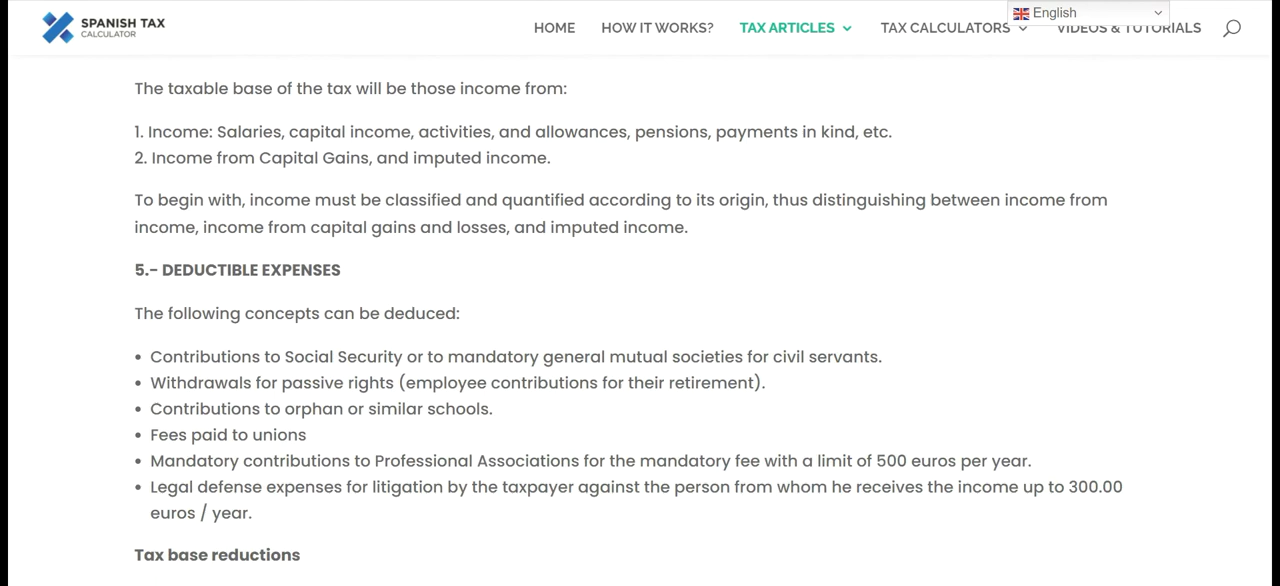 SPANISH TAX
CALCULATOR
HOME
HOW IT WORKS?
TAX ARTICLES
TAX CALCULATORS
VIDEOS & TUTORIALS
English
The taxable base of the tax will be those income from:
1. Income: Salaries, capital income, activities, and allowances, pensions, payments in kind, etc.
2. Income from Capital Gains, and imputed income.
To begin with, income must be classified and quantified according to its origin, thus distinguishing between income from
income, income from capital gains and losses, and imputed income.
5.- DEDUCTIBLE EXPENSES
The following concepts can be deduced:
• Contributions to Social Security or to mandatory general mutual societies for civil servants.
• Withdrawals for passive rights (employee contributions for their retirement).
• Contributions to orphan or similar schools.
• Fees paid to unions
• Mandatory contributions to Professional Associations for the mandatory fee with a limit of 500 euros per year.
• Legal defense expenses for litigation by the taxpayer against the person from whom he receives the income up to 300.00
euros / year.
Tax base reductions